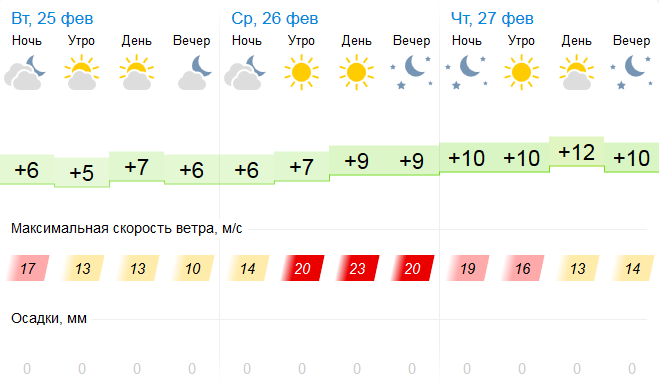 Вт, 25 фев Ср, 26 фев Чт, 27 фев
Ночь Утро День Вечер Ночь Утро День Вечер Ночь Утро День Вечер
+6 +5 +7 +6 +6 +7 +9 +9 +10 +10 +12 +10
Максимальная скорость ветра, м/с
17 13 13 10 14 20 23 20 19 16 13 14
Осадки, мм
0 0 0 0 0 0 0 0 0 0 0 0